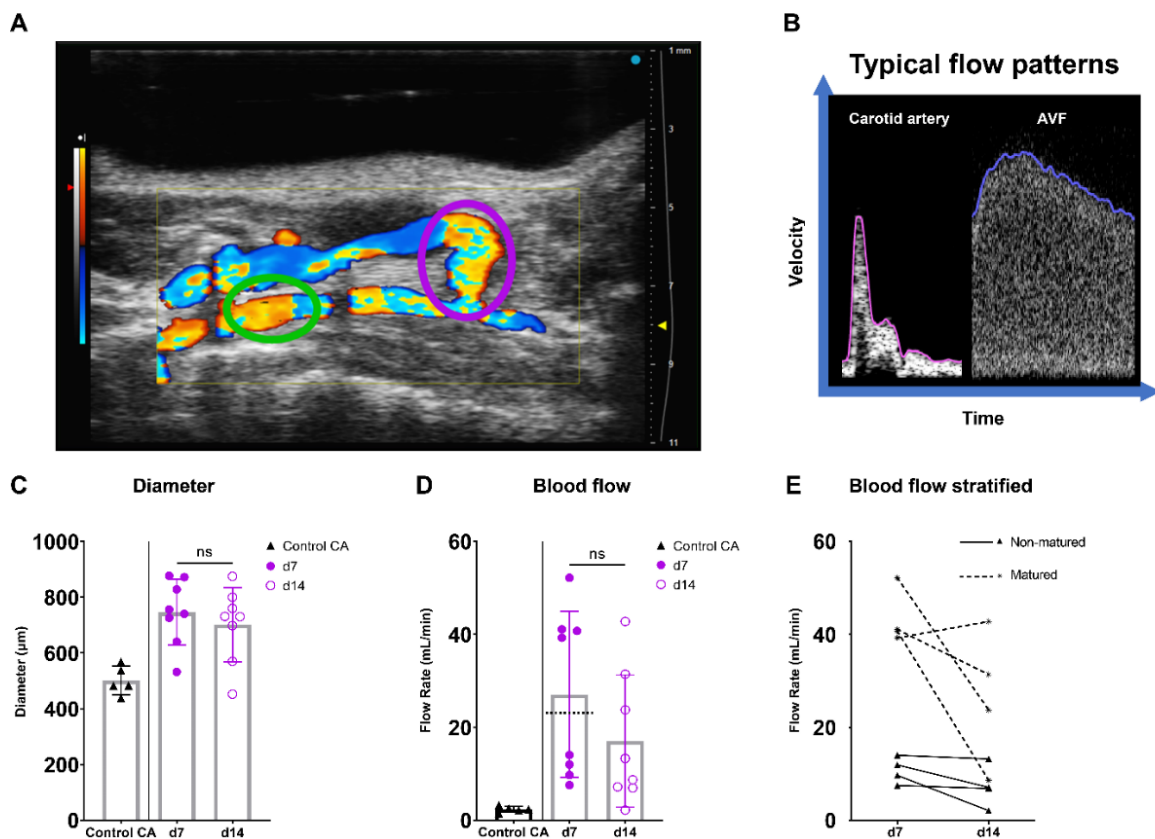 A
B
1 mm
3
5
7
9
11
Typical flow patterns
Carotid artery
AVF
Velocity
Time
C
Diameter
D
Blood flow
E
Blood flow stratified
Diameter (µm)
1000
800
600
400
200
0
ns
Control CA
d7
d14
Control CA
d7
d14
Flow Rate (mL/min)
60
40
20
0
ns
Control CA
d7
d14
Control CA
d7
d14
Flow Rate (mL/min)
60
40
20
0
Non-matured
Matured
d7
d14